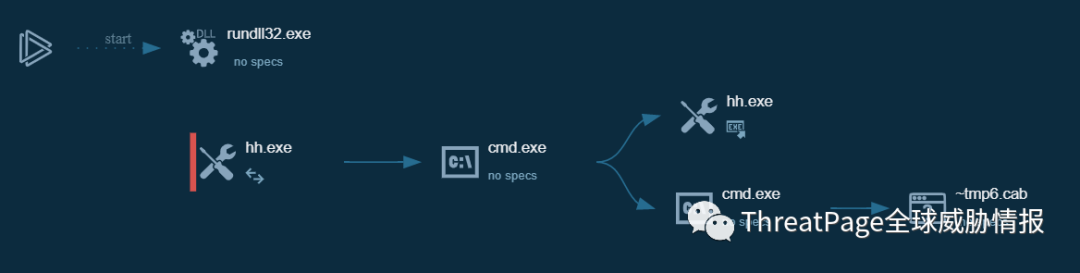 start
DLL
rundll32.exe
no specs
hh.exe
cmd.exe
no specs
hh.exe
EXE
C:\
cmd.exe
~tmp6.cab
ThreatPage全球威胁情报